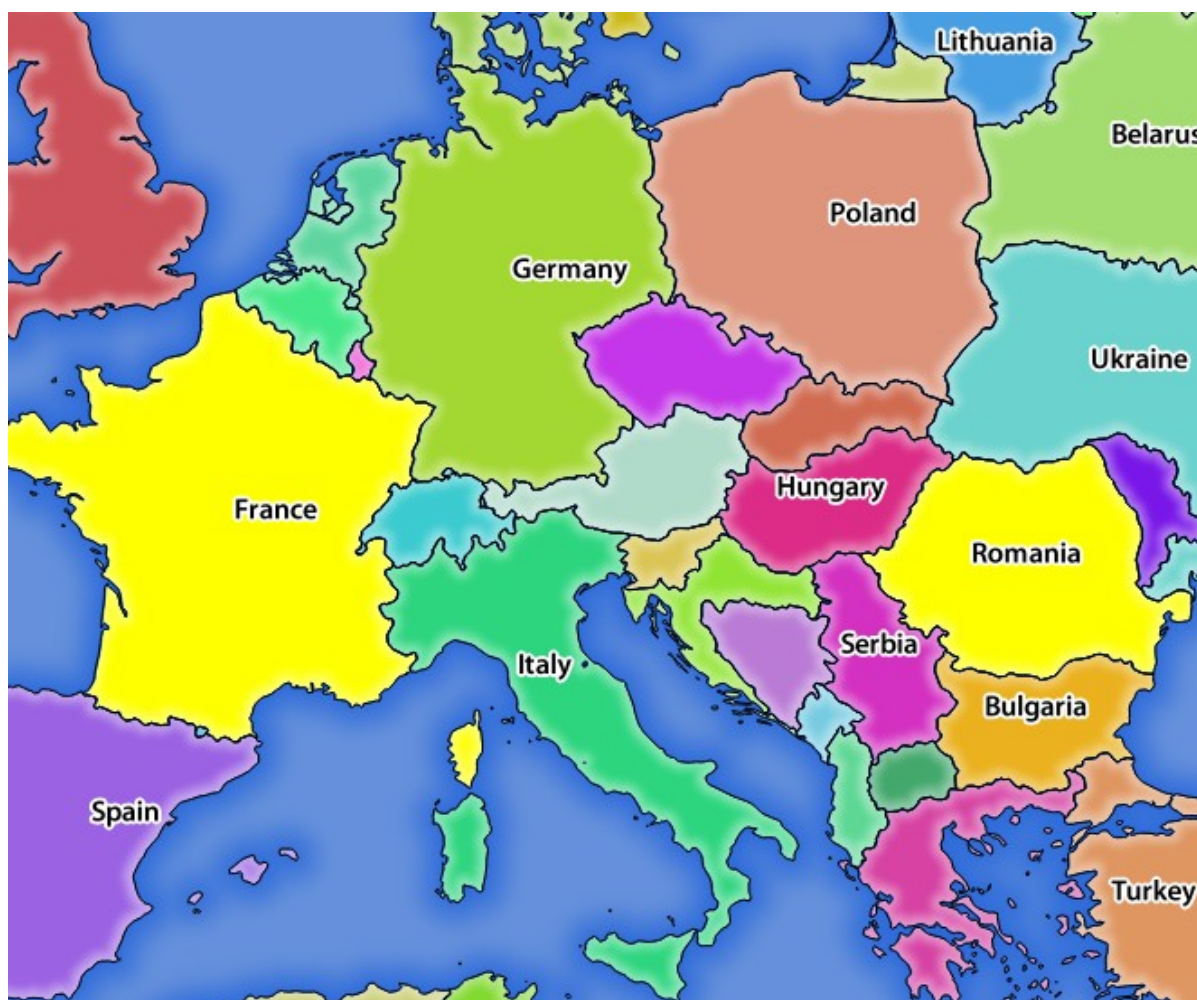 Lithuania
Belarus
Poland
Germany
Ukraine
Hungary
France
Romania
Serbia
Italy
Bulgaria
Spain
Turkey